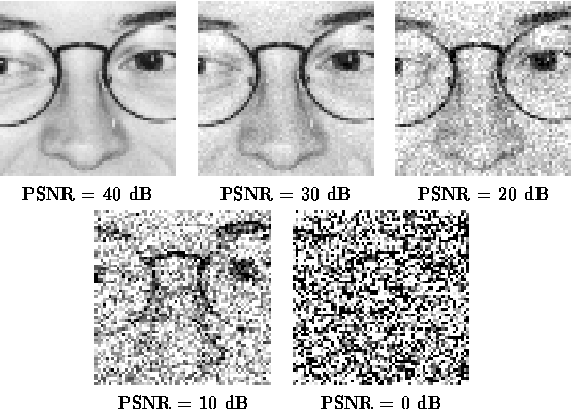 PSNR = 40 dB PSNR = 30 dB PSNR = 20 dB
PSNR = 10 dB PSNR = 0 dB